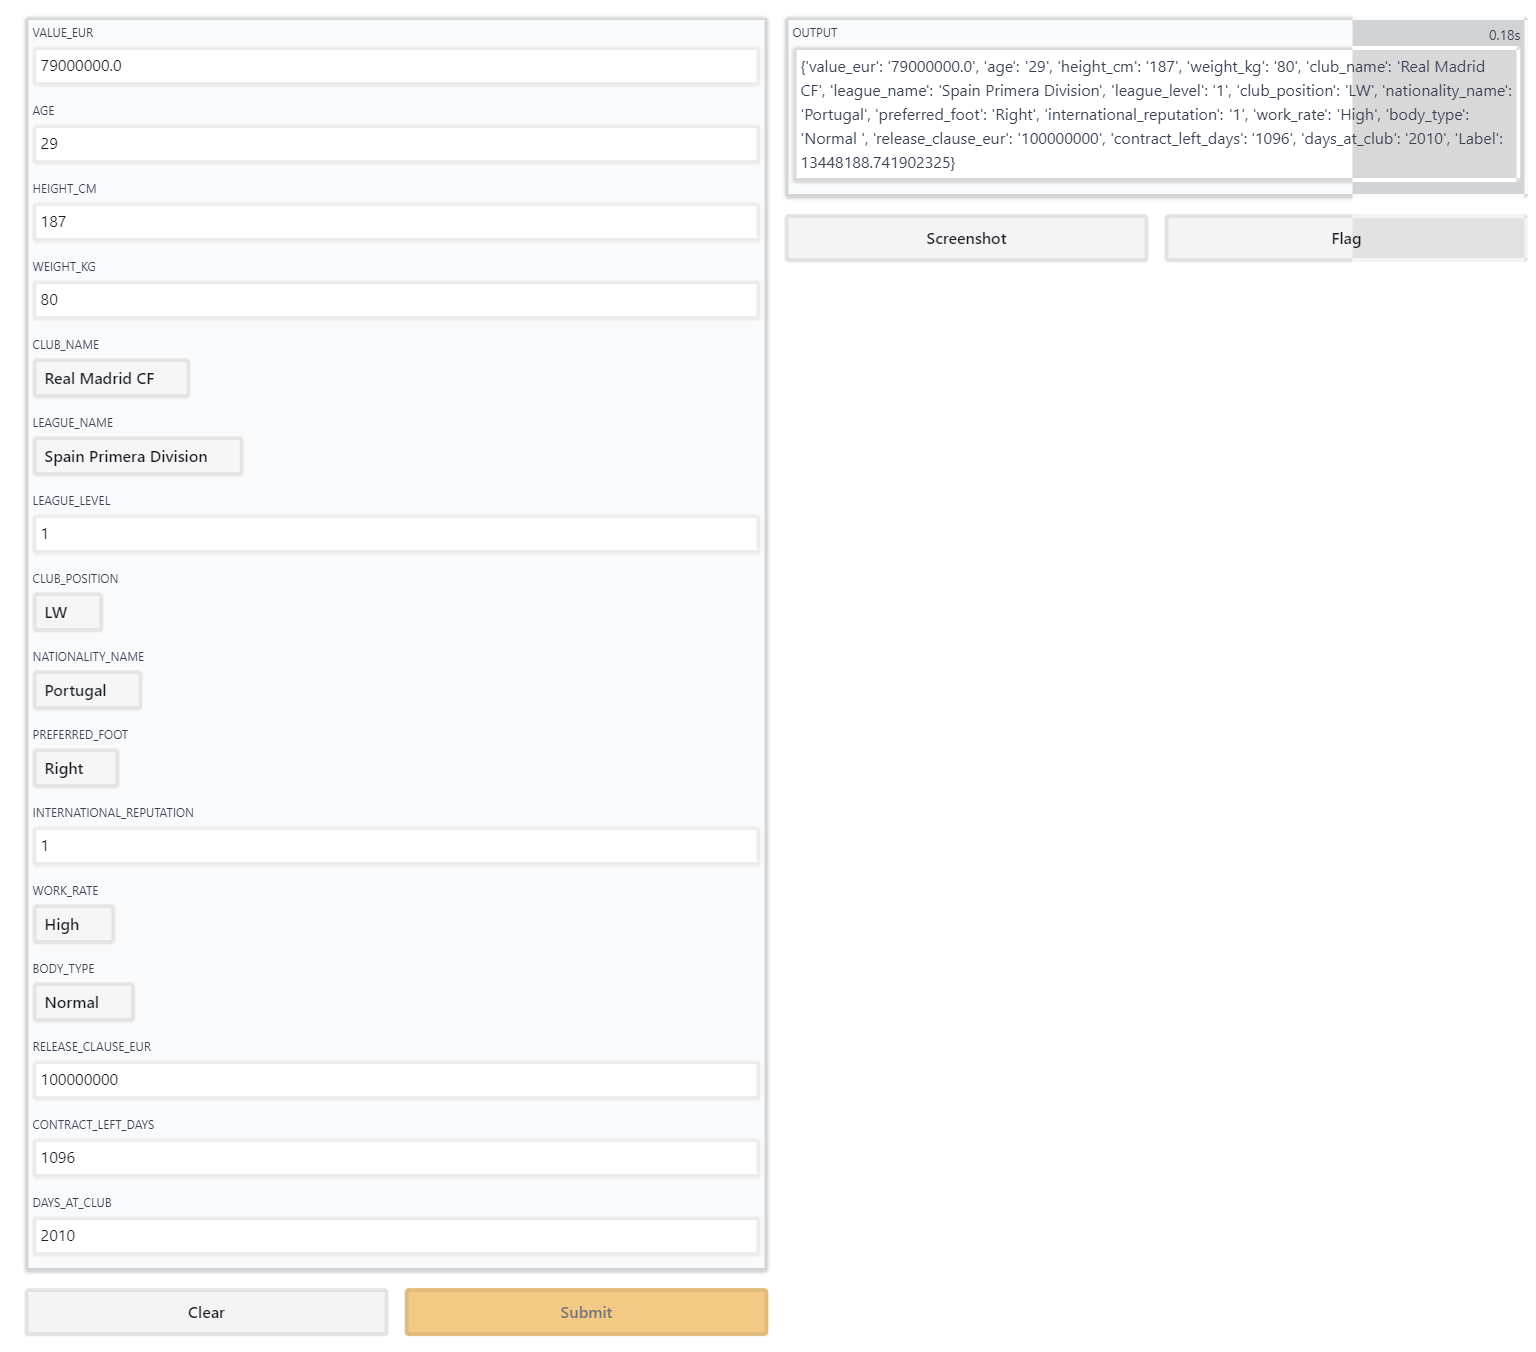 VALUE_EUR
79000000.0
AGE
29
HEIGHT_CM
187
WEIGHT_KG
80
CLUB_NAME
Real Madrid CF
LEAGUE_NAME
Spain Primera Division
LEAGUE_LEVEL
1
CLUB_POSITION
LW
NATIONALITY_NAME
Portugal
PREFERRED_FOOT
Right
INTERNATIONAL_REPUTATION
1
WORK_RATE
High
BODY_TYPE
Normal
RELEASE_CLAUSE_EUR
100000000
CONTRACT_LEFT_DAYS
1096
DAYS_AT_CLUB
2010
Clear
Submit
OUTPUT
0.18s
{'value_eur': '79000000.0', 'age': '29', 'height_cm': '187', 'weight_kg': '80', 'club_name': 'Real Madrid
CF', 'league_name': 'Spain Primera Division', 'league_level': '1', 'club_position': 'LW', 'nationality_name':
'Portugal', 'preferred_foot': 'Right', 'international_reputation': '1', 'work_rate': 'High', 'body_type':
'Normal ', 'release_clause_eur': '100000000', 'contract_left_days': '1096', 'days_at_club': '2010', 'Label':
13448188.741902325}
Screenshot
Flag